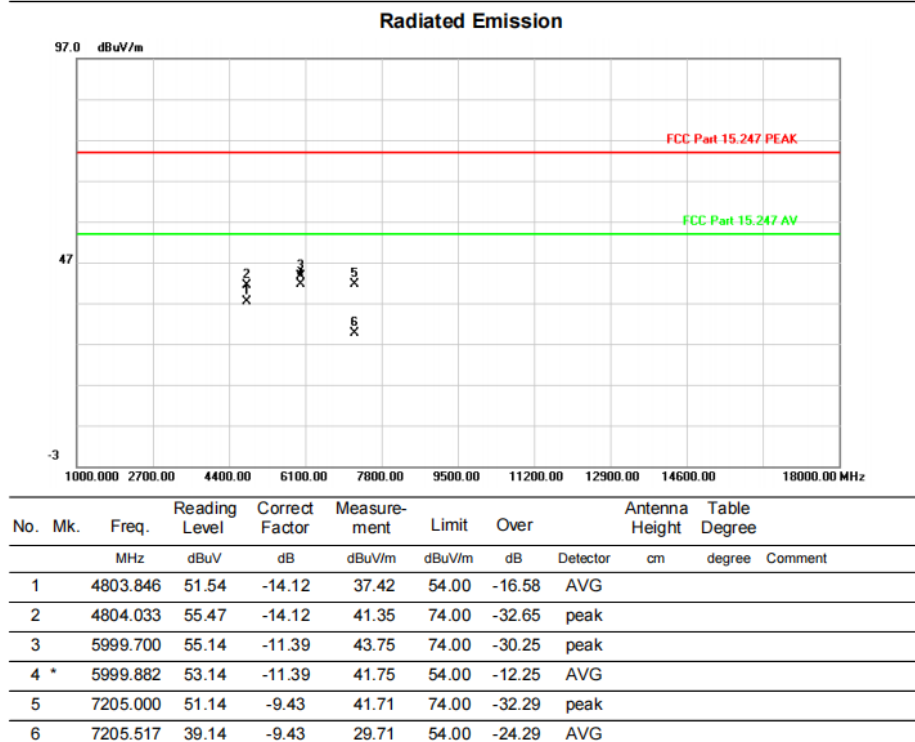 Radiated Emission
97.0 dBuV/m
FCC Part 15.247 PEAK
FCC Part 15.247 AV
47
3
2
5
1
6
-3
1000.000 2700.00 4400.00 6100.00 7800.00 9500.00 11200.00 12900.00 14600.00 18000.00 MHz
No. Mk. Freq. Reading Level Correct Factor Measure-ment Limit Over Antenna Height Table Degree
MHz dBuV dB dBuV/m dBuV/m dB Detector cm degree Comment
1 4803.846 51.54 -14.12 37.42 54.00 -16.58 AVG
2 4804.033 55.47 -14.12 41.35 74.00 -32.65 peak
3 5999.700 55.14 -11.39 43.75 74.00 -30.25 peak
4 * 5999.882 53.14 -11.39 41.75 54.00 -12.25 AVG
5 7205.000 51.14 -9.43 41.71 74.00 -32.29 peak
6 7205.517 39.14 -9.43 29.71 54.00 -24.29 AVG